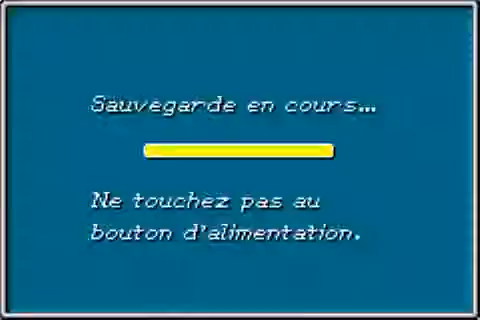 Sauvegarde en cours...
Ne touchez pas au
bouton d'alimentation.